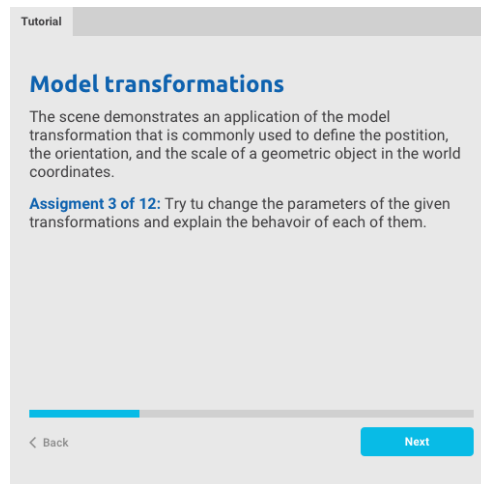 Tutorial
Model transformations
The scene demonstrates an application of the model
transformation that is commonly used to define the postition,
the orientation, and the scale of a geometric object in the world
coordinates.
Assigment 3 of 12: Try tu change the parameters of the given
transformations and explain the behavoir of each of them.
Back
Next